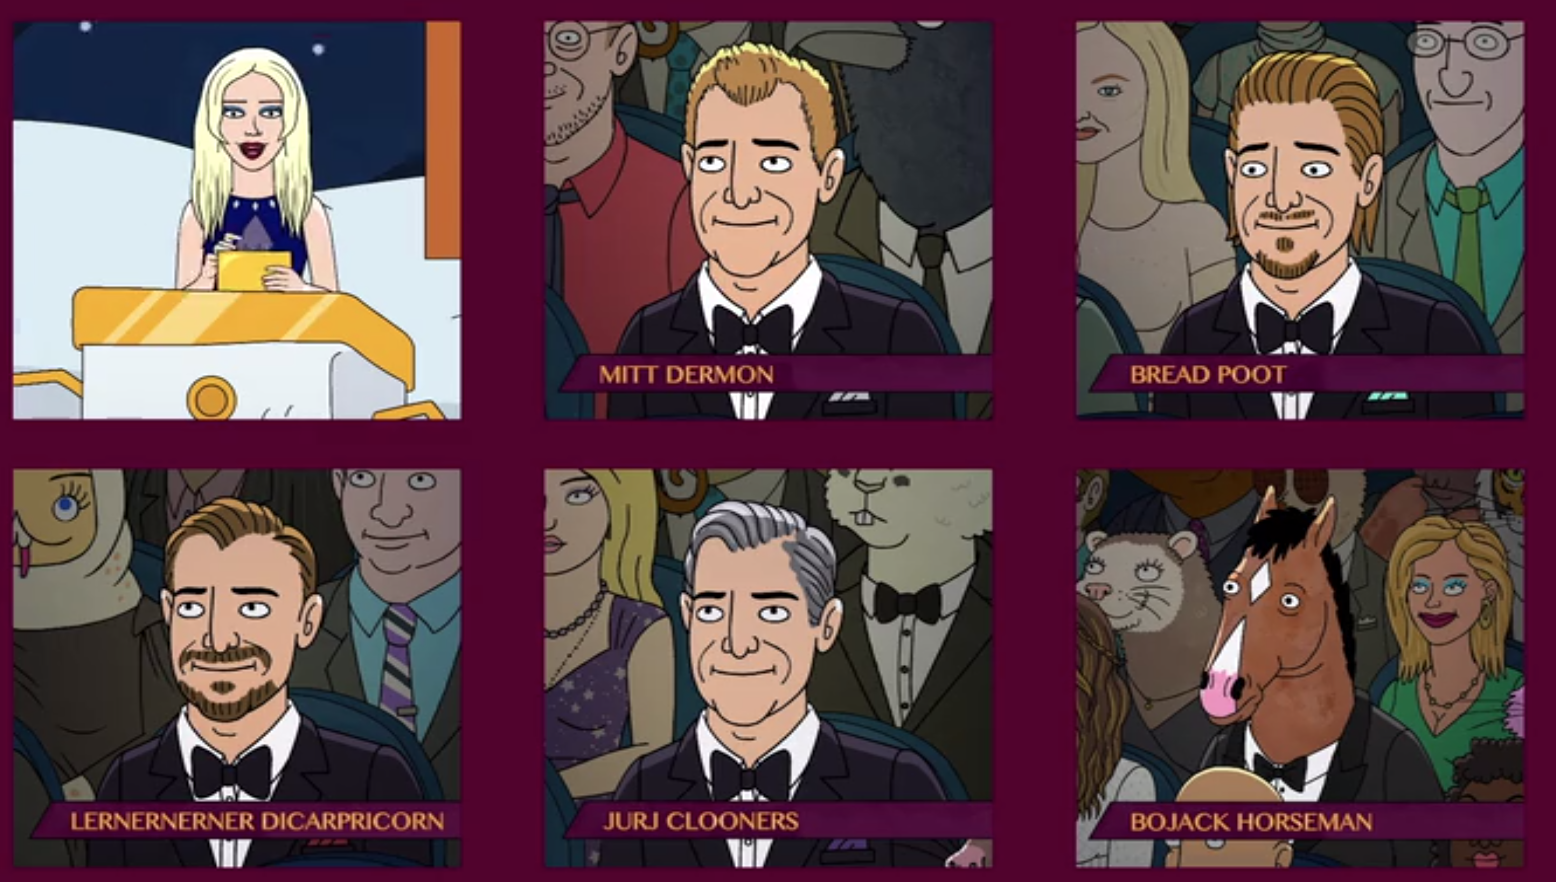 MITT DERMON
BREAD POOT
LERNERNERNER DICARPRICORN
JURJ CLOONERS
BOJACK HORSEMAN